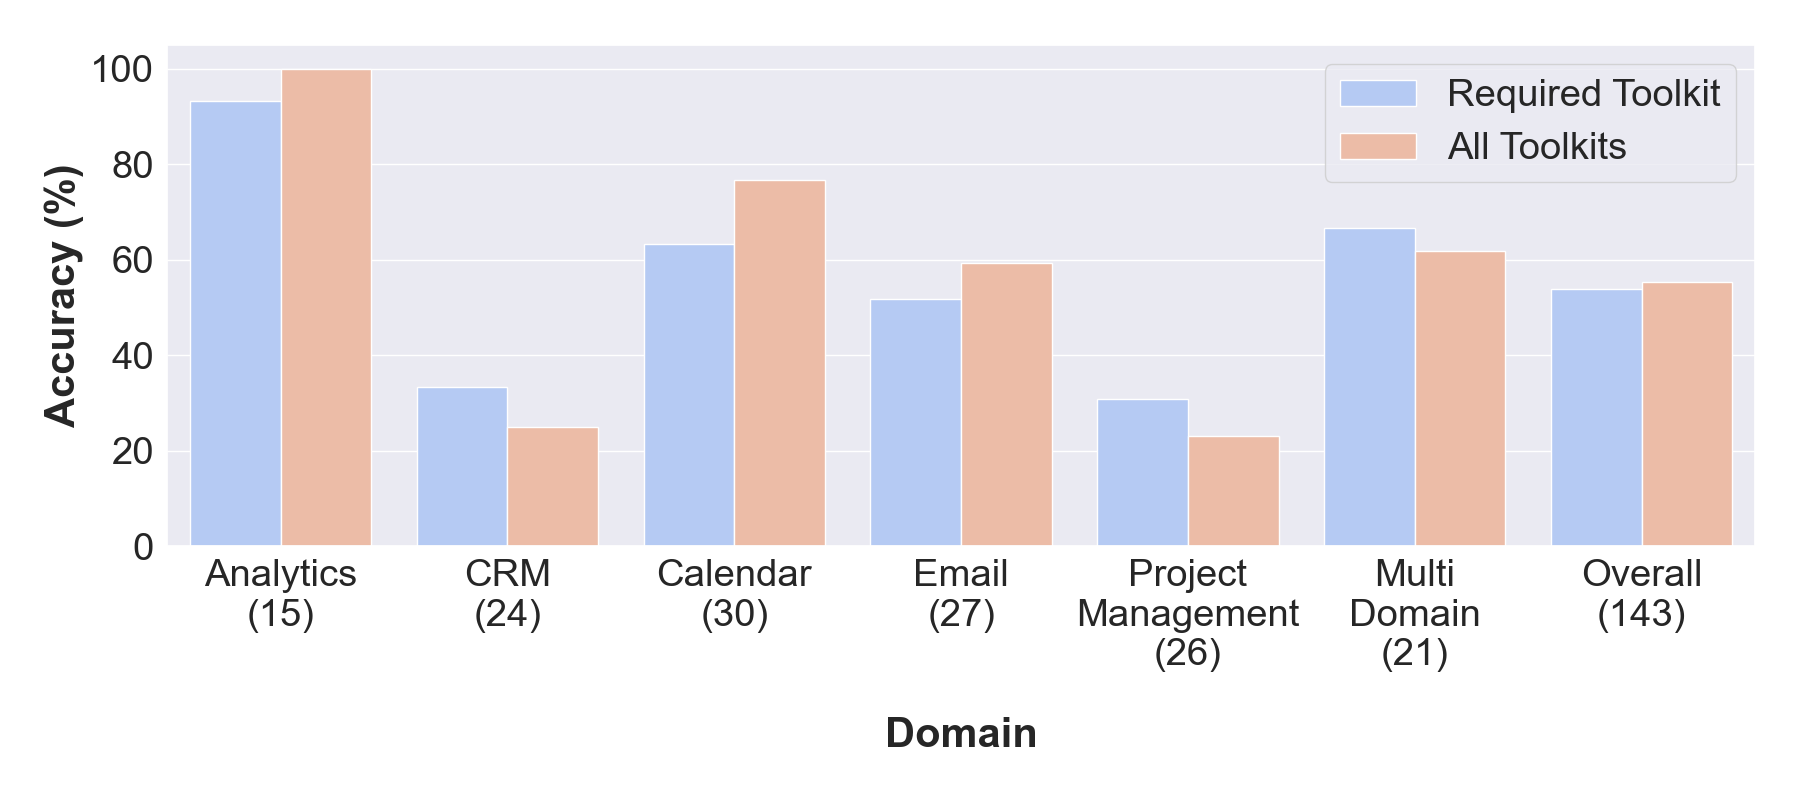 Accuracy (%)
100
80
60
40
20
0
Required Toolkit
All Toolkits
Analytics
(15)
CRM
(24)
Calendar
(30)
Email
(27)
Project
Management
(26)
Multi
Domain
(21)
Overall
(143)
Domain